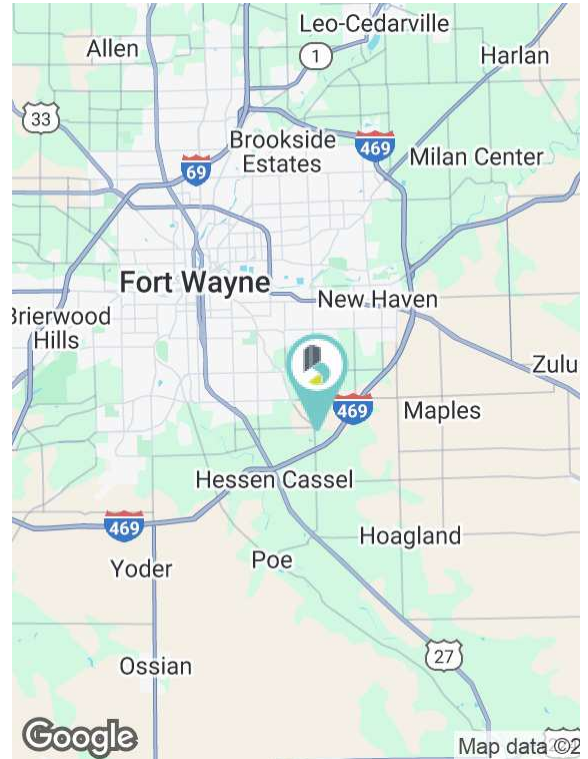 Leo-Cedarville
Allen
1
Harlan
33
Brookside
Estates
469
Milan Center
69
Fort Wayne
New Haven
Brierwood
Hills
Zulu
469
Maples
Hessen Cassel
469
Hoagland
Yoder
Poe
27
Ossian
Google
Map data ©2